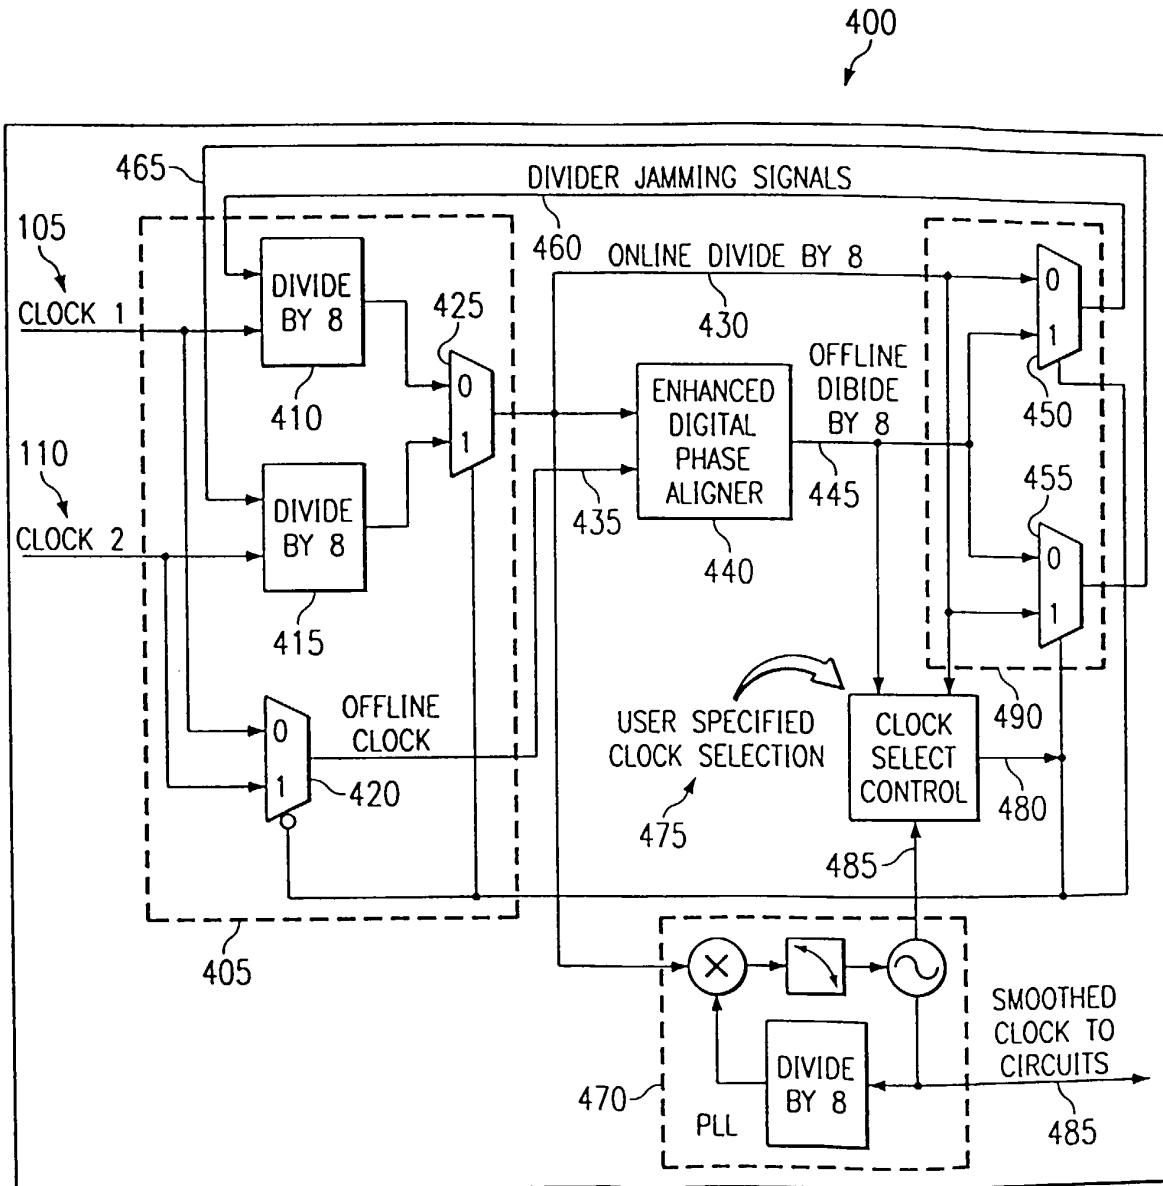 400
465
DIVIDER JAMMING SIGNALS
460
105
CLOCK 1
DIVIDE
BY 8
410
425
0
1
ONLINE DIVIDE BY 8
430
0
1
450
OFFLINE
DIBIDE
BY 8
445
ENHANCED
DIGITAL
PHASE
ALIGNER
440
435
110
CLOCK 2
DIVIDE
BY 8
415
455
0
1
490
OFFLINE
CLOCK
0
1
420
USER SPECIFIED
CLOCK SELECTION
475
CLOCK
SELECT
CONTROL
480
485
405
470
PLL
DIVIDE
BY 8
SMOOTHED
CLOCK TO
CIRCUITS
485